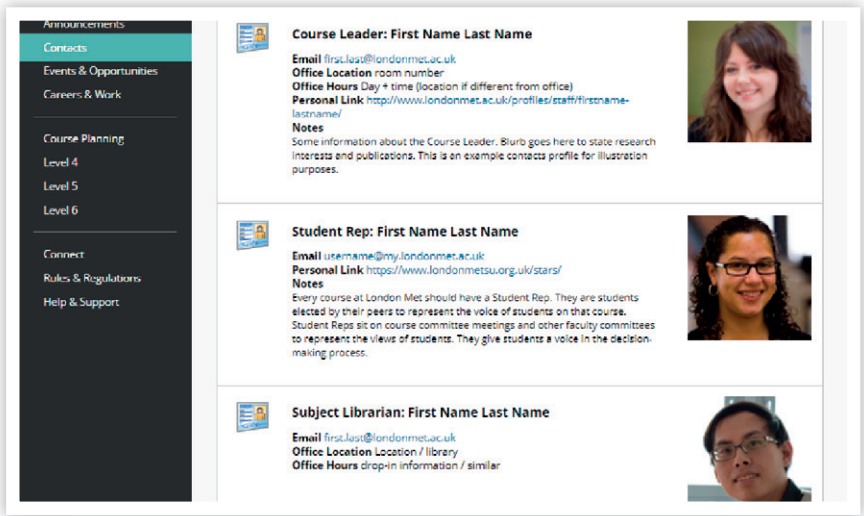 Announcements
Contacts
Events & Opportunities
Careers & Work
Course Planning
Level 4
Level 5
Level 6
Connect
Rules & Regulations
Help & Support
Course Leader: First Name Last Name
Email first.last@londonmet.ac.uk
Office Location room number
Office Hours Day + time (location if different from office)
Personal Link http://www.londonmet.ac.uk/profiles/staff/firstname-
lastname/
Notes
Some information about the Course Leader. Blurb goes here to state research
interests and publications. This is an example contacts profile for illustration
purposes.
Student Rep: First Name Last Name
Email username@my.londonmet.ac.uk
Personal Link https://www.londonmetsu.org.uk/stars/
Notes
Every course at London Met should have a Student Rep. They are students
elected by their peers to represent the voice of students on that course.
Student Reps sit on course committee meetings and other faculty committees
to represent the views of students. They give students a voice in the decision-
making process.
Subject Librarian: First Name Last Name
Email first.last@londonmet.ac.uk
Office Location Location / library
Office Hours drop-in information / similar